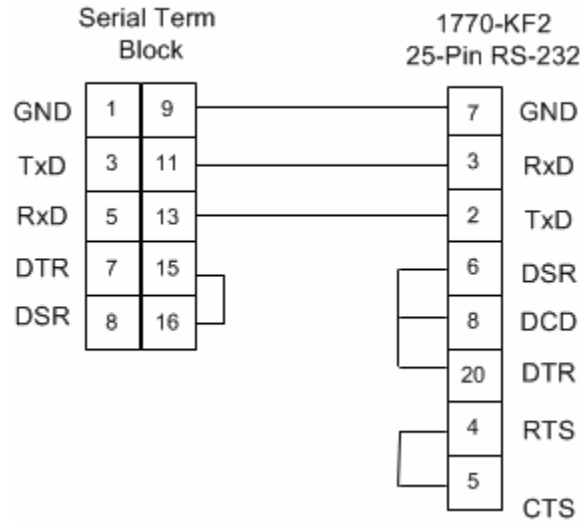 Serial Term
Block
1770-KF2
25-Pin RS-232
GND 1 9 7 GND
TxD 3 11 3 RxD
RxD 5 13 2 TxD
DTR 7 15 6 DSR
DSR 8 16 8 DCD
20 DTR
4 RTS
5 CTS